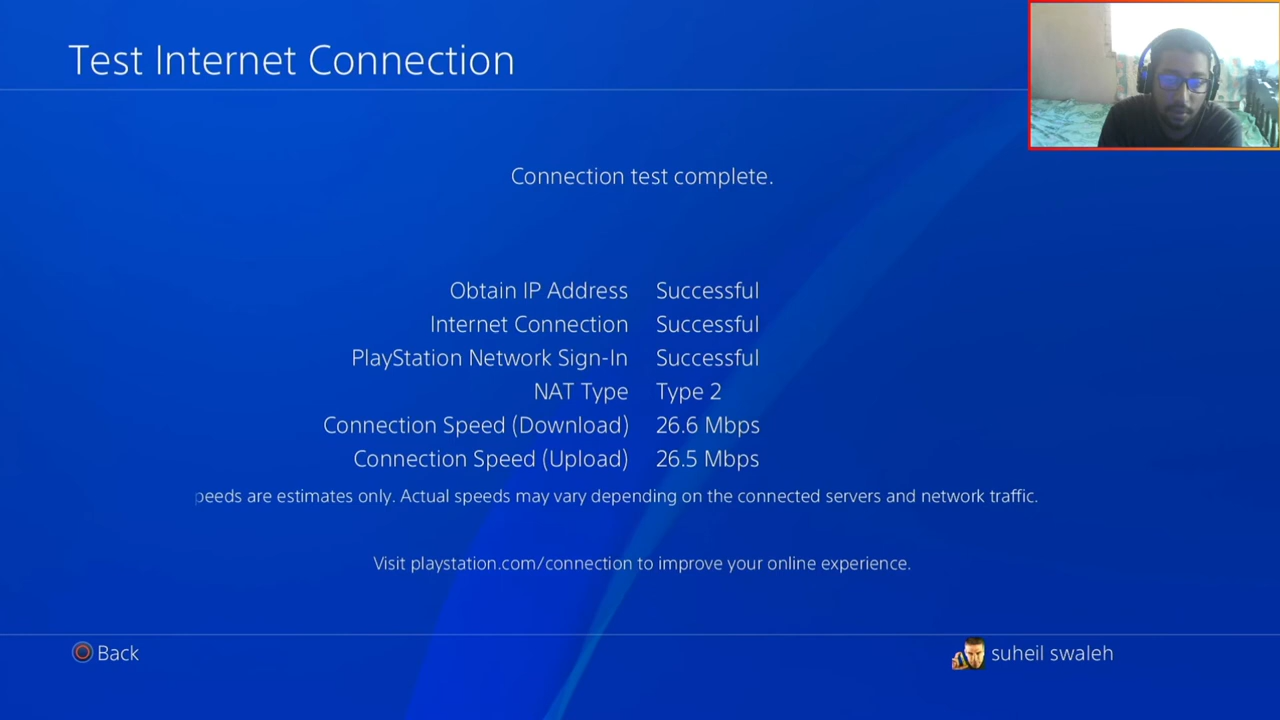 Test Internet Connection
Connection test complete.
Obtain IP Address Successful
Internet Connection Successful
PlayStation Network Sign-In Successful
NAT Type Type 2
Connection Speed (Download) 26.6 Mbps
Connection Speed (Upload) 26.5 Mbps
peeds are estimates only. Actual speeds may vary depending on the connected servers and network traffic.
Visit playstation.com/connection to improve your online experience.
Back
suheil swaleh